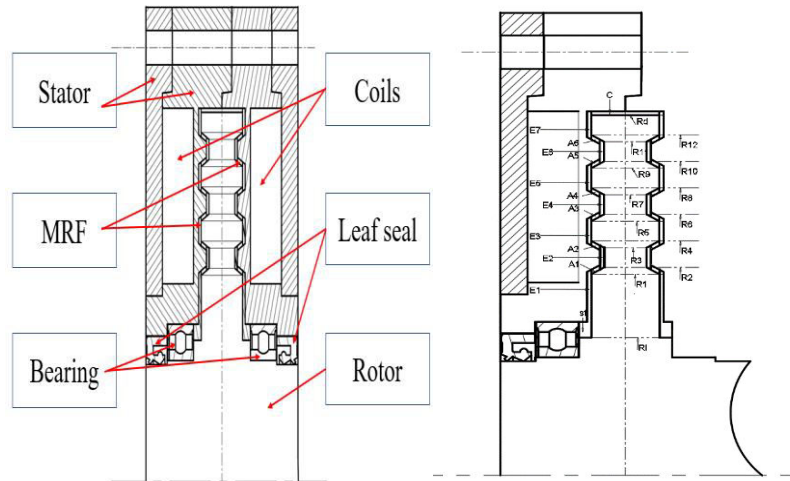 Stator
Coils
MRF
Leaf seal
Bearing
Rotor
C
Rd
E7
A6
R12
E6
R11
A5
R10
R9
E5
A4
R8
E4
R7
A3
R6
R5
E3
A2
R4
E2
R3
A1
R2
R1
E1
RI